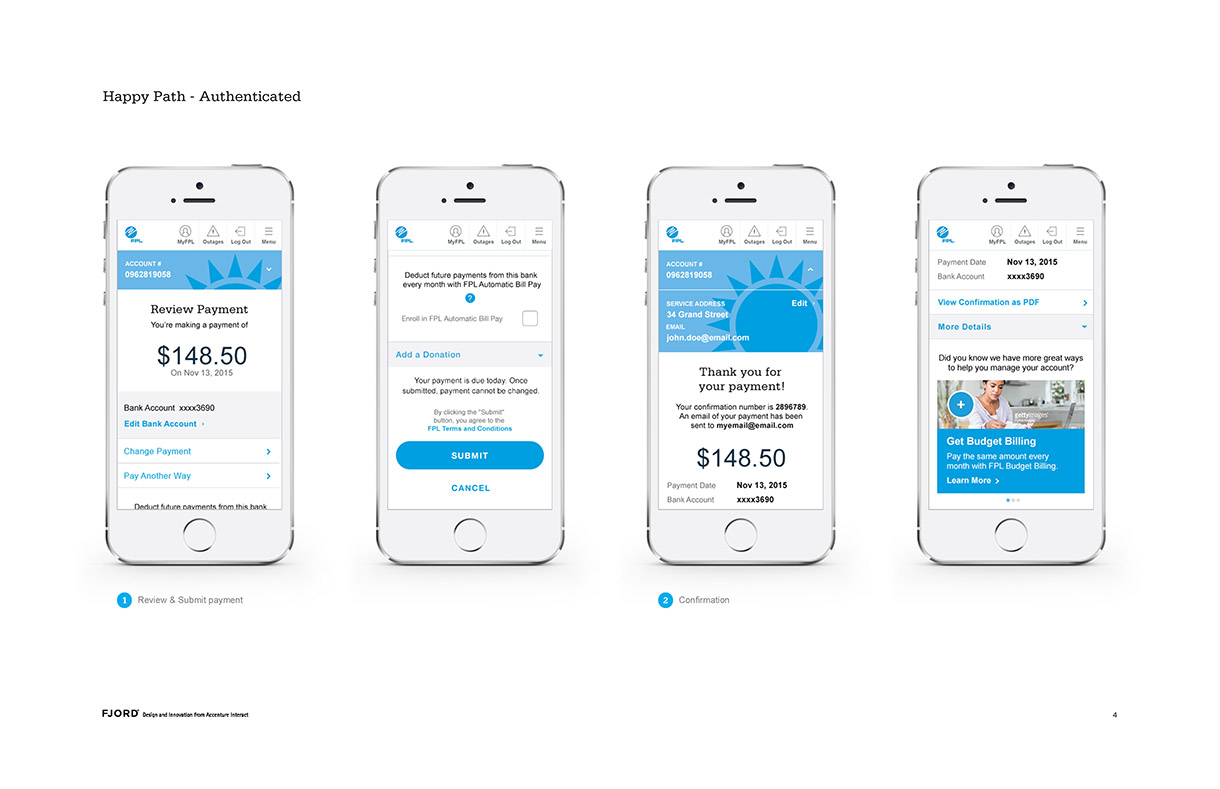 Happy Path - Authenticated
FPL
MyFPL
Outages
Log Out
Menu
ACCOUNT #
0962819058
Review Payment
You're making a payment of
$148.50
On Nov 13, 2015
Bank Account xxxx3690
Edit Bank Account ›
Change Payment
Pay Another Way
Deduct future payments from this bank
FPL
MyFPL
Outages
Log Out
Menu
Deduct future payments from this bank
every month with FPL Automatic Bill Pay
?
Enroll in FPL Automatic Bill Pay
Add a Donation
Your payment is due today. Once
submitted, payment cannot be changed.
By clicking the "Submit"
button, you agree to the
FPL Terms and Conditions
SUBMIT
CANCEL
FPL
MyFPL
Outages
Log Out
Menu
ACCOUNT #
0962819058
SERVICE ADDRESS
Edit ›
34 Grand Street
EMAIL
john.doe@email.com
Thank you for
your payment!
Your confirmation number is 2896789.
An email of your payment has been
sent to myemail@email.com
$148.50
Payment Date Nov 13, 2015
Bank Account xxxx3690
FPL
MyFPL
Outages
Log Out
Menu
Payment Date Nov 13, 2015
Bank Account xxxx3690
View Confirmation as PDF
More Details
Did you know we have more great ways
to help you manage your account?
gettyimages
Get Budget Billing
Pay the same amount every
month with FPL Budget Billing.
Learn More >
1 Review & Submit payment
2 Confirmation
FJORD Design and Innovation from Accenture Interact
4